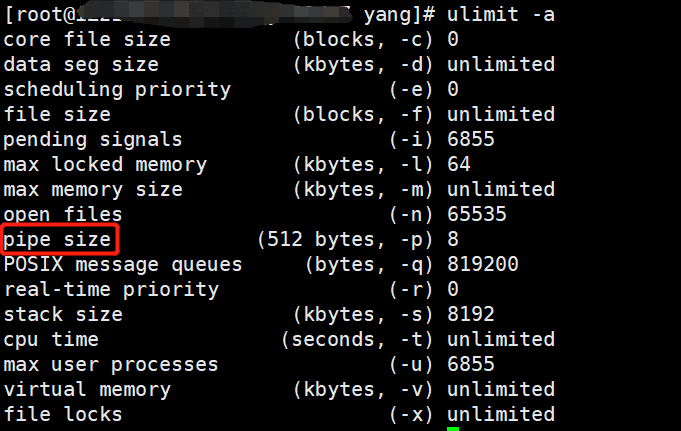 [root@ yang]# ulimit -a
core file size (blocks, -c) 0
data seg size (kbytes, -d) unlimited
scheduling priority (-e) 0
file size (blocks, -f) unlimited
pending signals (-i) 6855
max locked memory (kbytes, -l) 64
max memory size (kbytes, -m) unlimited
open files (-n) 65535
pipe size (512 bytes, -p) 8
POSIX message queues (bytes, -q) 819200
real-time priority (-r) 0
stack size (kbytes, -s) 8192
cpu time (seconds, -t) unlimited
max user processes (-u) 6855
virtual memory (kbytes, -v) unlimited
file locks (-x) unlimited